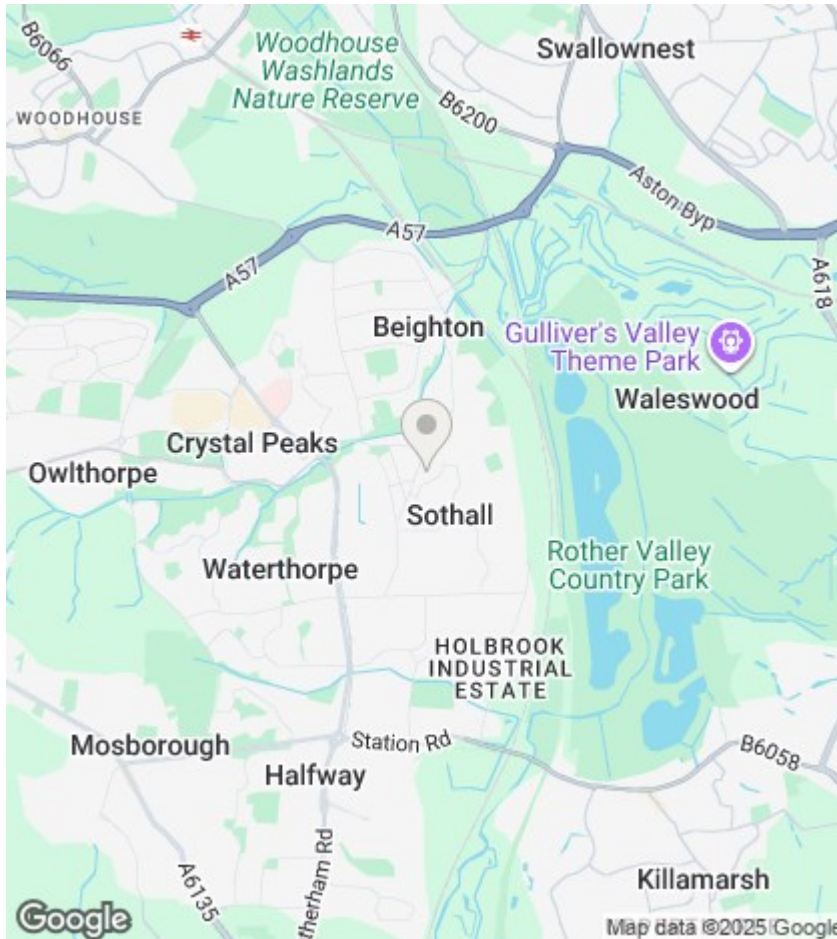 B6066
Woodhouse
Washlands
Nature Reserve
Swallownest
WOODHOUSE
B6200
Aston Byp
A57
A57
A618
Beighton
Gulliver's Valley
Theme Park
Waleswood
Crystal Peaks
Owlthorpe
Sothall
Waterthorpe
Rother Valley
Country Park
HOLBROOK
INDUSTRIAL
ESTATE
Mosborough
Station Rd
B6058
Halfway
A6135
therham Rd
Killamarsh
Google
Map data ©2025 Google